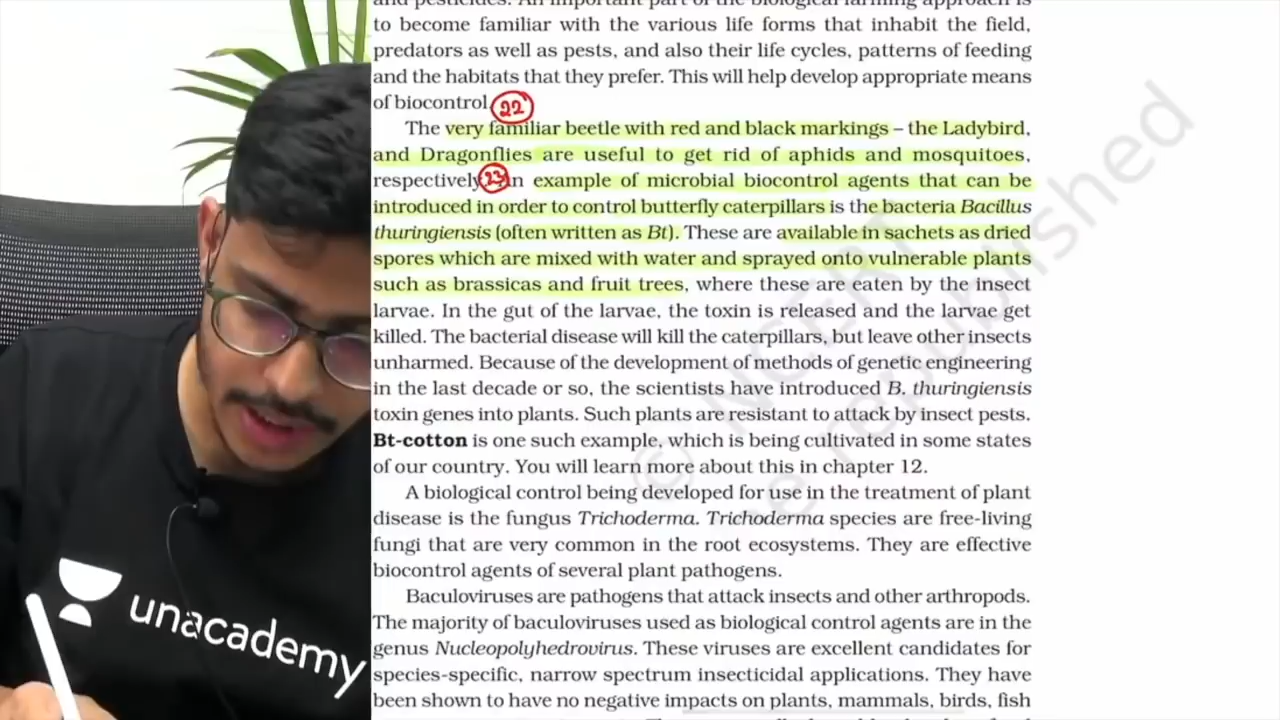 and pesticides. An important part of the biological farming approach is
to become familiar with the various life forms that inhabit the field,
predators as well as pests, and also their life cycles, patterns of feeding
and the habitats that they prefer. This will help develop appropriate means
of biocontrol 22
The very familiar beetle with red and black markings – the Ladybird,
and Dragonflies are useful to get rid of aphids and mosquitoes,
respectively 23 n example of microbial biocontrol agents that can be
introduced in order to control butterfly caterpillars is the bacteria Bacillus
thuringiensis (often written as Bt). These are available in sachets as dried
spores which are mixed with water and sprayed onto vulnerable plants
such as brassicas and fruit trees, where these are eaten by the insect
larvae. In the gut of the larvae, the toxin is released and the larvae get
killed. The bacterial disease will kill the caterpillars, but leave other insects
unharmed. Because of the development of methods of genetic engineering
in the last decade or so, the scientists have introduced B. thuringiensis
toxin genes into plants. Such plants are resistant to attack by insect pests.
Bt-cotton is one such example, which is being cultivated in some states
of our country. You will learn more about this in chapter 12.
A biological control being developed for use in the treatment of plant
disease is the fungus Trichoderma. Trichoderma species are free-living
fungi that are very common in the root ecosystems. They are effective
biocontrol agents of several plant pathogens.
Baculoviruses are pathogens that attack insects and other arthropods.
The majority of baculoviruses used as biological control agents are in the
genus Nucleopolyhedrovirus. These viruses are excellent candidates for
species-specific, narrow spectrum insecticidal applications. They have
been shown to have no negative impacts on plants, mammals, birds, fish
© NCERT
be republished
unacademy